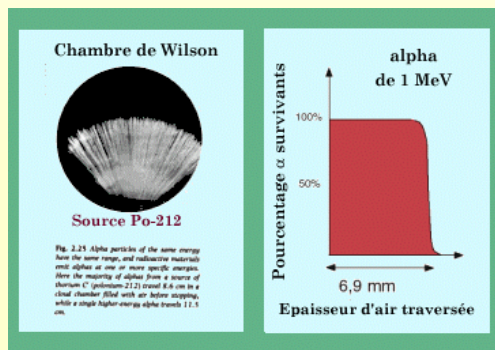 Chambre de Wilson
Source Po-212
Fig. 2.25 Alpha particles of the same energy
have the same range, and radioactive materials
emit alphas at one or more specific energies.
Here the majority of alphas from a source of
thorium C' (polonium-212) travel 8.6 cm in a
cloud chamber filled with air before stopping,
while a single higher-energy alpha travels 11.5
cm.
alpha
de 1 MeV
Pourcentage α survivants
100%
50%
6,9 mm
Epaisseur d'air traversée